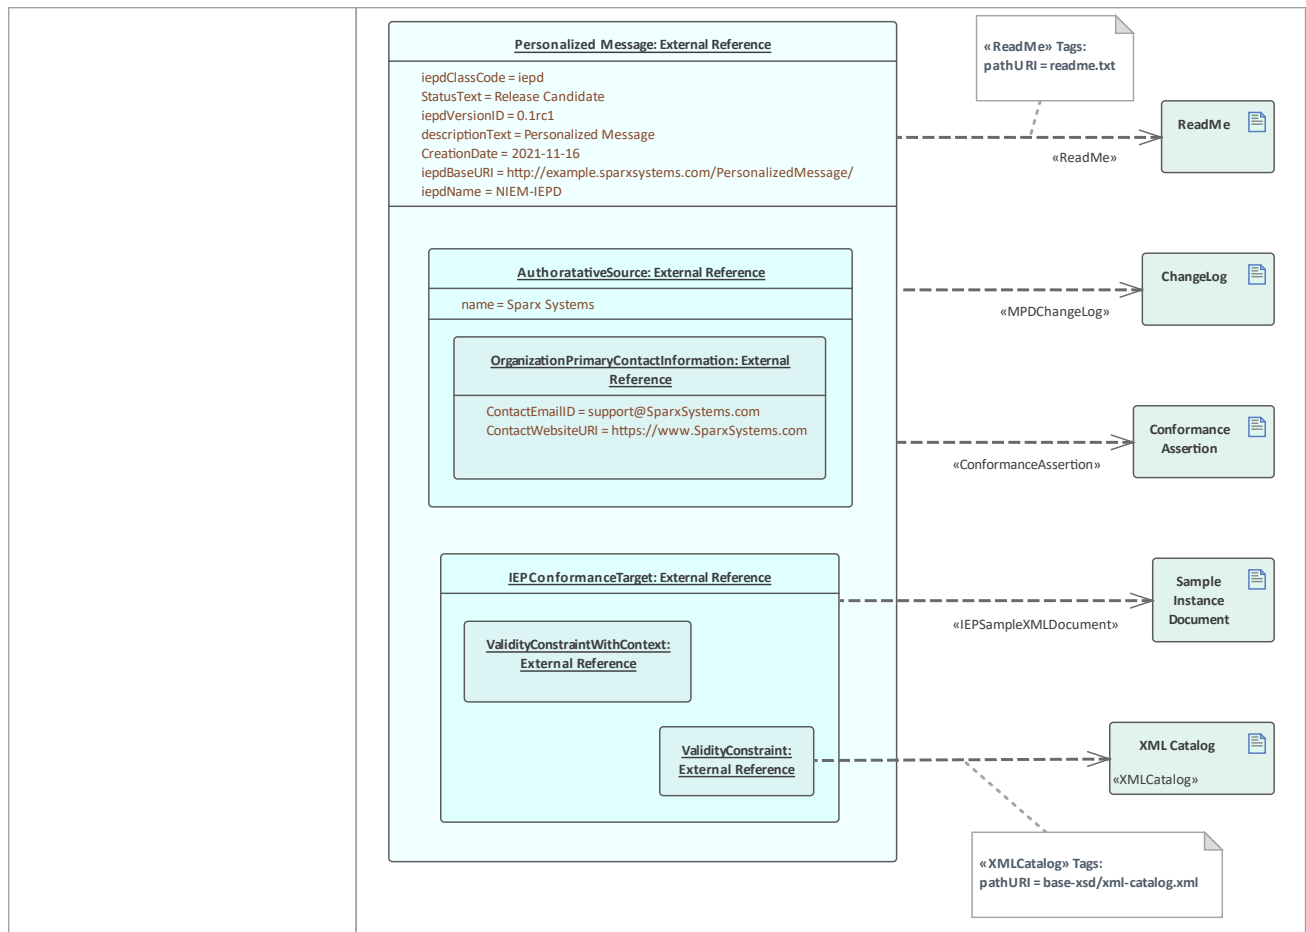 Personalized Message: External Reference
iepdClassCode = iepd
StatusText = Release Candidate
iepdVersionID = 0.1rc1
descriptionText = Personalized Message
CreationDate = 2021-11-16
iepdBaseURI = http://example.sparxsystems.com/PersonalizedMessage/
iepdName = NIEM-IEPD
«ReadMe» Tags:
pathURI = readme.txt
ReadMe
«ReadMe»
AuthoratativeSource: External Reference
name = Sparx Systems
OrganizationPrimaryContactInformation: External
Reference
ContactEmailID = support@SparxSystems.com
ContactWebsiteURI = https://www.SparxSystems.com
ChangeLog
«MPDChangeLog»
Conformance
Assertion
«ConformanceAssertion»
IEPConformanceTarget: External Reference
ValidityConstraintWithContext:
External Reference
ValidityConstraint:
External Reference
Sample
Instance
Document
«IEPSampleXMLDocument»
XML Catalog
«XMLCatalog»
«XMLCatalog» Tags:
pathURI = base-xsd/xml-catalog.xml